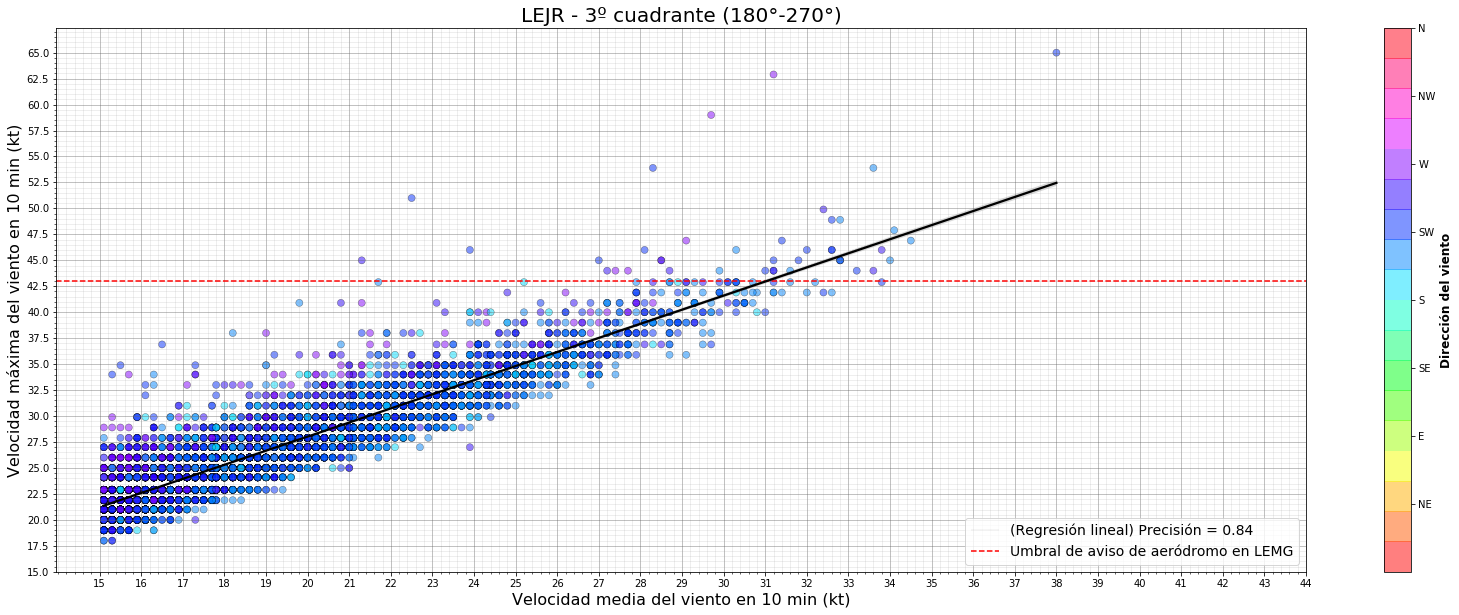 LEJR - 3º cuadrante (180°-270°)
Velocidad máxima del viento en 10 min (kt)
65.0
62.5
60.0
57.5
55.0
52.5
50.0
47.5
45.0
42.5
40.0
37.5
35.0
32.5
30.0
27.5
25.0
22.5
20.0
17.5
15.0
(Regresión lineal) Precisión = 0.84
Umbral de aviso de aeródromo en LEMG
15 16 17 18 19 20 21 22 23 24 25 26 27 28 29 30 31 32 33 34 35 36 37 38 39 40 41 42 43 44
Velocidad media del viento en 10 min (kt)
N
NW
W
SW
S
SE
E
NE
Dirección del viento